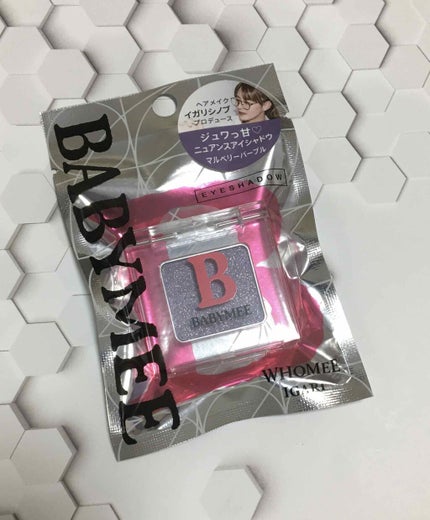 BABYMEE
ヘアメイク
イガリシノブ
プロデュース
ジュワっ甘♡
ニュアンスアイシャドウ
マルベリーパープル
EYESHADOW
B
BABYMEE
WHOMEE
IGARI